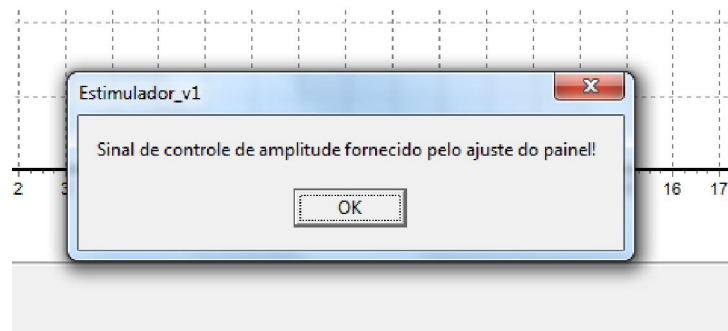 Estimulador_v1
Sinal de controle de amplitude fornecido pelo ajuste do painel!
OK
2 3 16 17